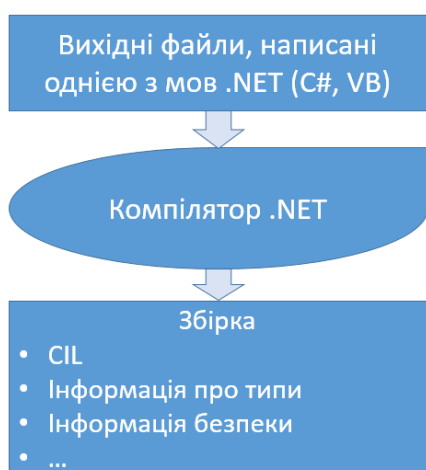 Вихідні файли, написані
однією з мов .NET (C#, VB)
Компілятор .NET
Збірка
• CIL
• Інформація про типи
• Інформація безпеки
• ...